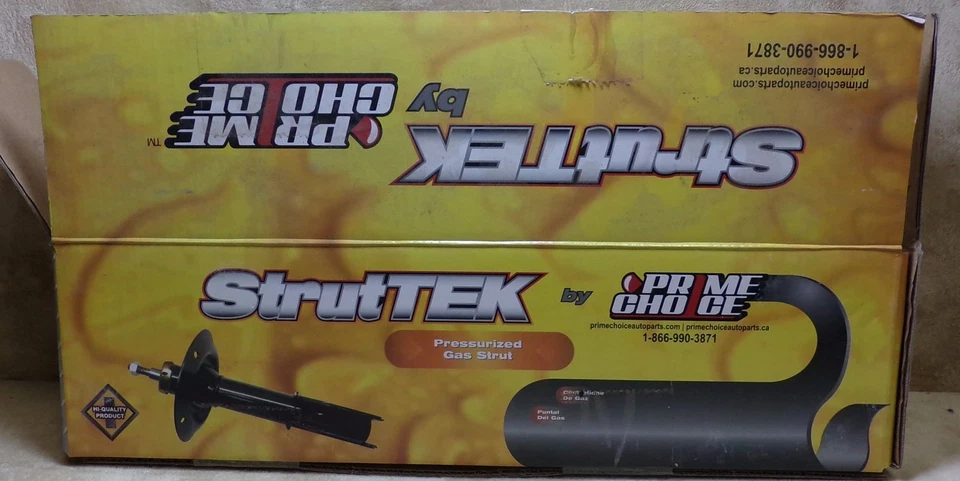 1-866-990-3871
primechoiceautoparts.ca
primechoiceautoparts.com
by
PRIME
CHOICE
TM
StrutTEK
StrutTEK
by
PRIME
CHOICE
primechoiceautoparts.com | primechoiceautoparts.ca
1-866-990-3871
Pressurized
Gas Strut
HI-QUALITY
PRODUCT
De Gas
Puntal
Del Gas